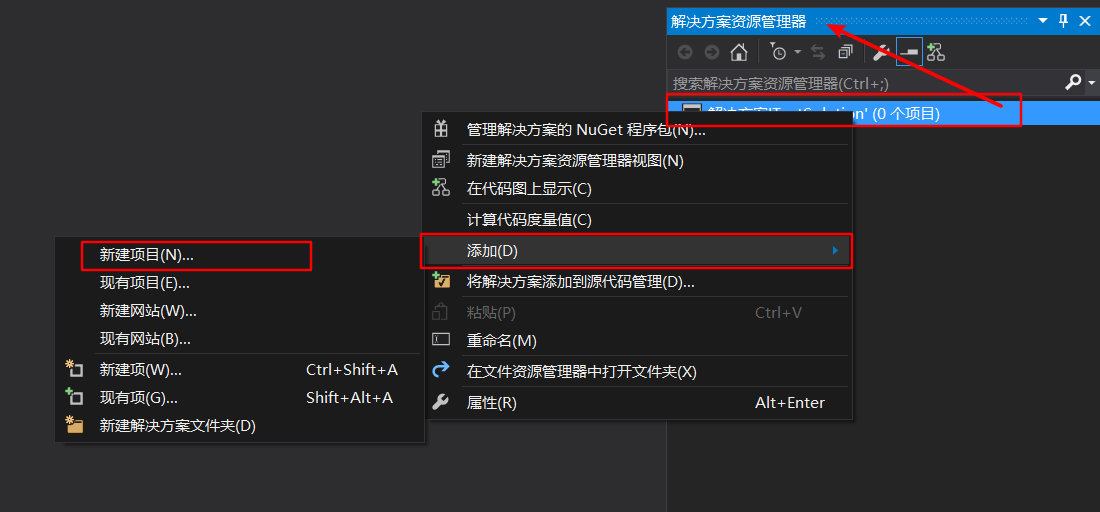 解决方案资源管理器
搜索解决方案资源管理器(Ctrl+;)
(0 个项目)
管理解决方案的 NuGet 程序包(N)...
新建解决方案资源管理器视图(N)
在代码图上显示(C)
计算代码度量值(C)
添加(D)
将解决方案添加到源代码管理(D)...
粘贴(P) Ctrl+V
重命名(M)
在文件资源管理器中打开文件夹(X)
属性(R) Alt+Enter
新建项目(N)...
现有项目(E)...
新建网站(W)...
现有网站(B)...
新建项(W)... Ctrl+Shift+A
现有项(G)... Shift+Alt+A
新建解决方案文件夹(D)